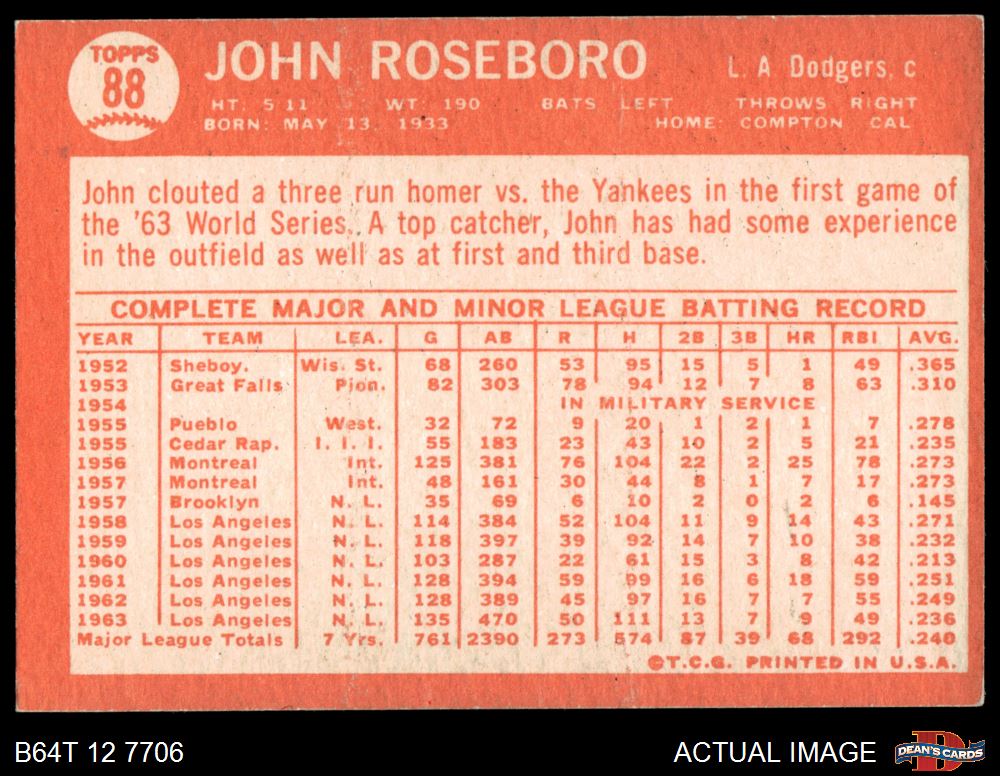 TOPPS
88
JOHN ROSEBORO
L. A Dodgers, c
HT: 5 11 WT: 190 BATS LEFT THROWS RIGHT
BORN: MAY 13, 1933 HOME: COMPTON CAL
John clouted a three run homer vs. the Yankees in the first game of
the '63 World Series. A top catcher, John has had some experience
in the outfield as well as at first and third base.
COMPLETE MAJOR AND MINOR LEAGUE BATTING RECORD
YEAR TEAM LEA. G AB R H 2B 3B HR RBI AVG.
1952 Sheboy. Wis. St. 68 260 53 95 15 5 1 49 .365
1953 Great Falls Pion. 82 303 78 94 12 7 8 63 .310
1954 IN MILITARY SERVICE
1955 Pueblo West. 32 72 9 20 1 2 1 7 .278
1955 Cedar Rap. I. I. I. 55 183 23 43 10 2 5 21 .235
1956 Montreal Int. 125 381 76 104 22 2 25 78 .273
1957 Montreal Int. 48 161 30 44 8 1 7 17 .273
1957 Brooklyn N. L. 35 69 6 10 2 0 2 6 .145
1958 Los Angeles N. L. 114 384 52 104 11 9 14 43 .271
1959 Los Angeles N. L. 118 397 39 92 14 7 10 38 .232
1960 Los Angeles N. L. 103 287 22 61 15 3 8 42 .213
1961 Los Angeles N. L. 128 394 59 99 16 6 18 59 .251
1962 Los Angeles N. L. 128 389 45 97 16 7 7 55 .249
1963 Los Angeles N. L. 135 470 50 111 13 7 9 49 .236
Major League Totals 7 Yrs. 761 2390 273 574 87 39 68 292 .240
©T.C.G. PRINTED IN U.S.A.
B64T 12 7706
ACTUAL IMAGE
DEAN'S CARDS